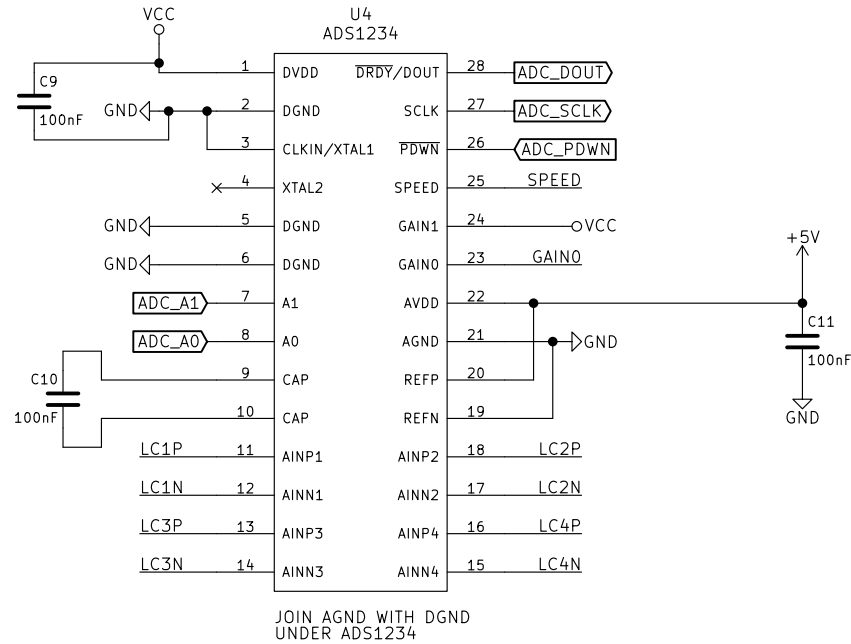 VCC
U4
ADS1234
C9
100nF
1 DVDD DRDY/DOUT 28 ADC_DOUT
GND 2 DGND SCLK 27 ADC_SCLK
3 CLKIN/XTAL1 PDWN 26 ADC_PDWN
4 XTAL2 SPEED 25 SPEED
GND 5 DGND GAIN1 24 VCC
GND 6 DGND GAIN0 23 GAIN0
+5V
ADC_A1 7 A1 AVDD 22
C11
100nF
ADC_A0 8 A0 AGND 21 GND
C10
100nF
9 CAP REFP 20
10 CAP REFN 19
GND
LC1P 11 AINP1 AINP2 18 LC2P
LC1N 12 AINN1 AINN2 17 LC2N
LC3P 13 AINP3 AINP4 16 LC4P
LC3N 14 AINN3 AINN4 15 LC4N
JOIN AGND WITH DGND
UNDER ADS1234